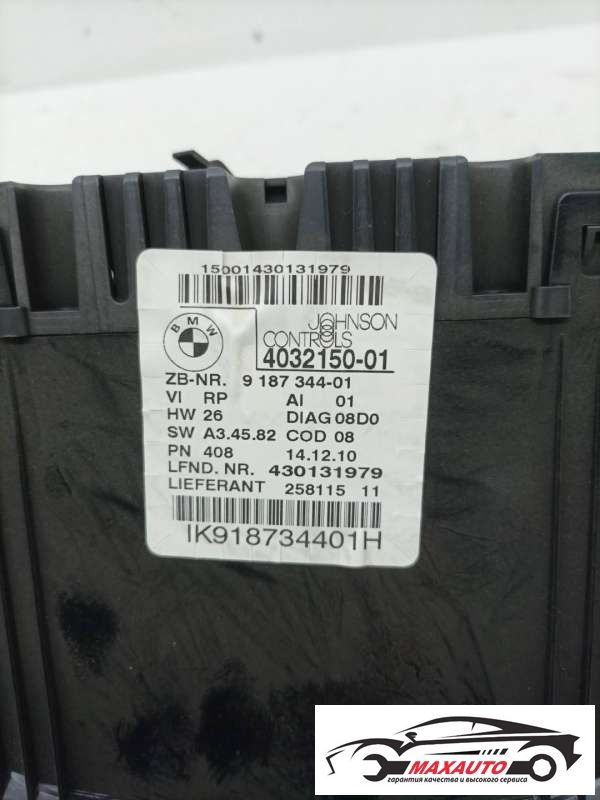 15001430131979
BMW
JOHNSON
CONTROLS
4032150-01
ZB-NR. 9 187 344-01
VI RP AI 01
HW 26 DIAG 08D0
SW A3.45.82 COD 08
PN 408 14.12.10
LFND. NR. 430131979
LIEFERANT 258115 11
IK918734401H
MAXAUTO
гарантия качества и высокого сервиса